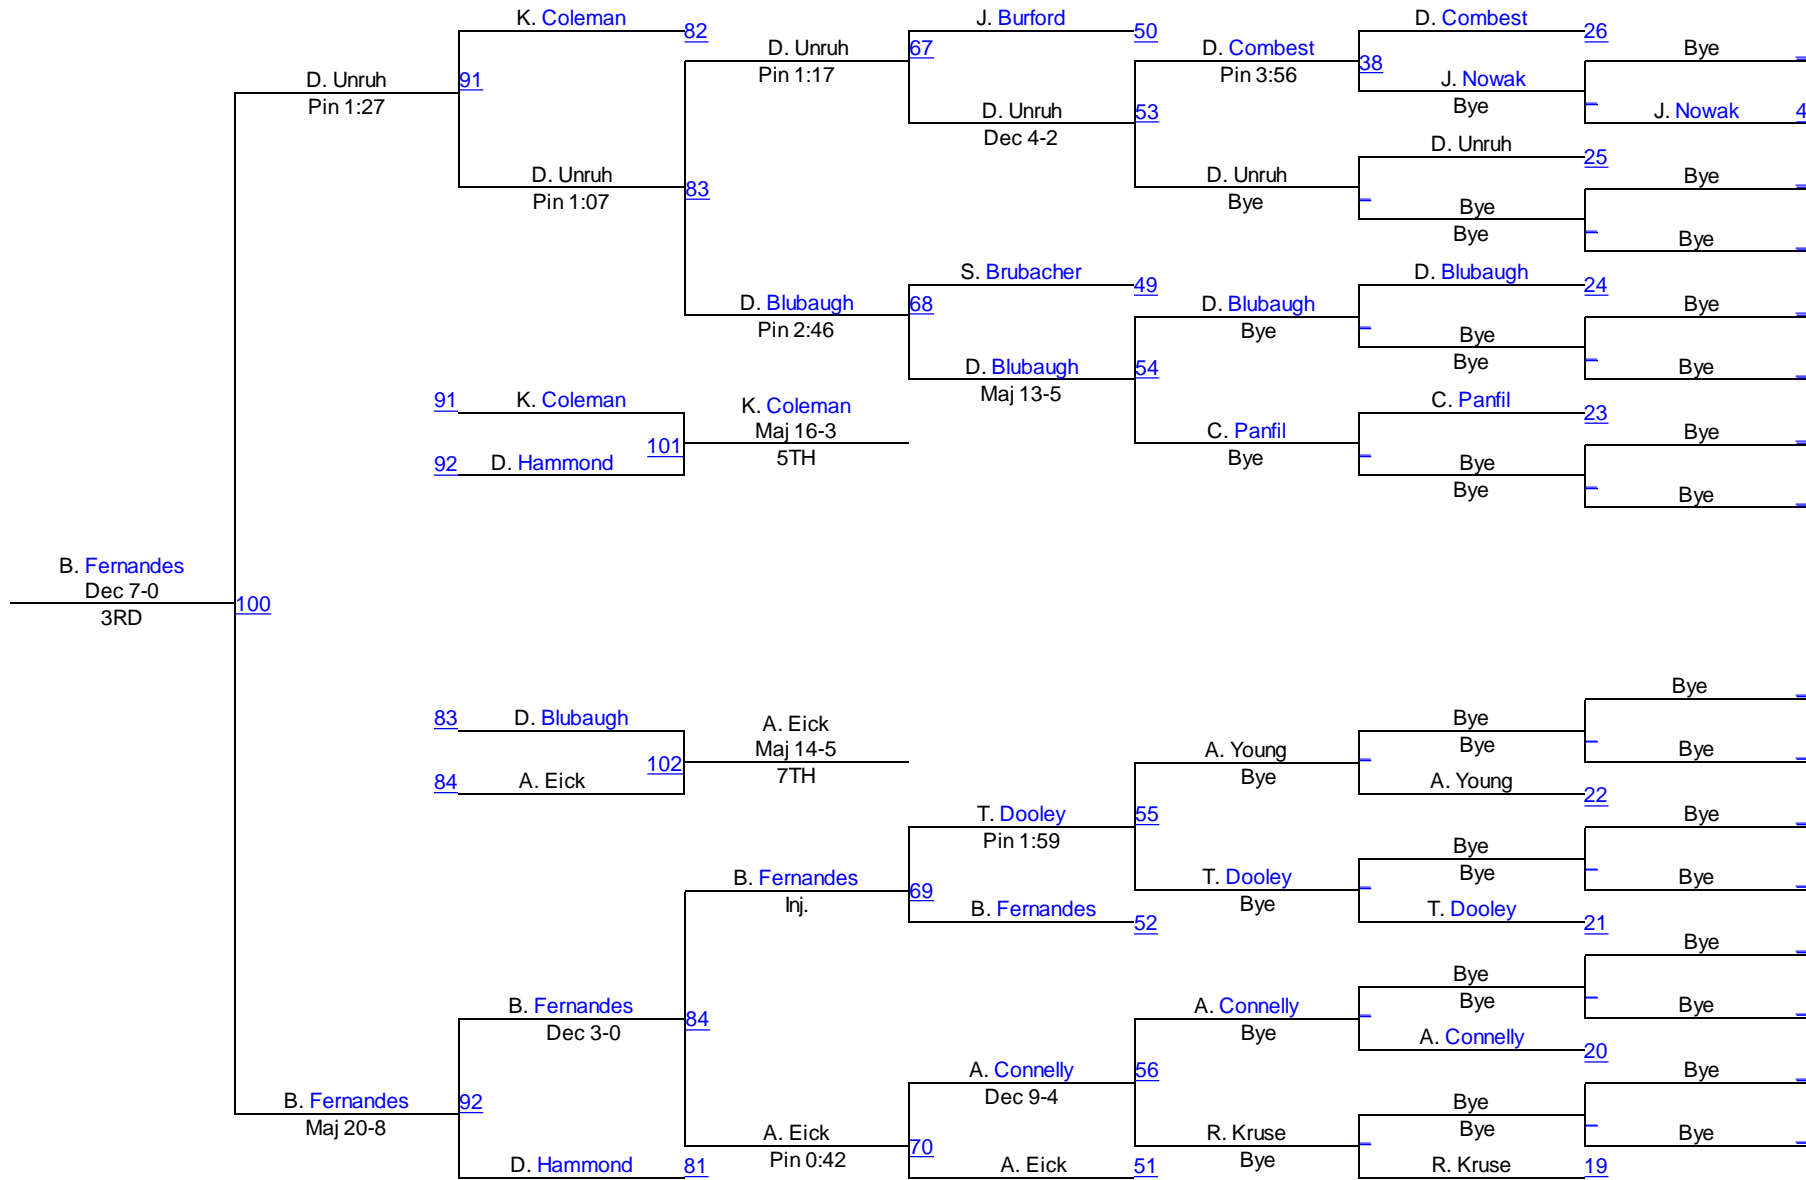 K. Coleman
82
J. Burford
50
D. Combest
26
D. Unruh
67
Pin 1:17
D. Combest
38
Pin 3:56
Bye
D. Unruh
91
Pin 1:27
J. Nowak
Bye
D. Unruh
53
Dec 4-2
J. Nowak
4
D. Unruh
25
D. Unruh
83
Pin 1:07
D. Unruh
Bye
Bye
Bye
Bye
Bye
S. Brubacher
49
D. Blubaugh
24
D. Blubaugh
68
Pin 2:46
D. Blubaugh
Bye
Bye
Bye
Bye
D. Blubaugh
54
Maj 13-5
Bye
91
K. Coleman
K. Coleman
Maj 16-3
5TH
101
92
D. Hammond
C. Panfil
23
C. Panfil
Bye
Bye
Bye
Bye
Bye
B. Fernandes
Dec 7-0
3RD
100
Bye
83
D. Blubaugh
A. Eick
Maj 14-5
7TH
102
84
A. Eick
Bye
Bye
A. Young
Bye
Bye
A. Young
22
T. Dooley
55
Pin 1:59
Bye
Bye
Bye
B. Fernandes
69
Inj.
T. Dooley
Bye
Bye
B. Fernandes
52
T. Dooley
21
Bye
Bye
Bye
B. Fernandes
84
Dec 3-0
A. Connelly
Bye
Bye
A. Connelly
20
A. Connelly
56
Dec 9-4
Bye
B. Fernandes
92
Maj 20-8
Bye
Bye
A. Eick
70
Pin 0:42
R. Kruse
Bye
Bye
D. Hammond
81
A. Eick
51
R. Kruse
19